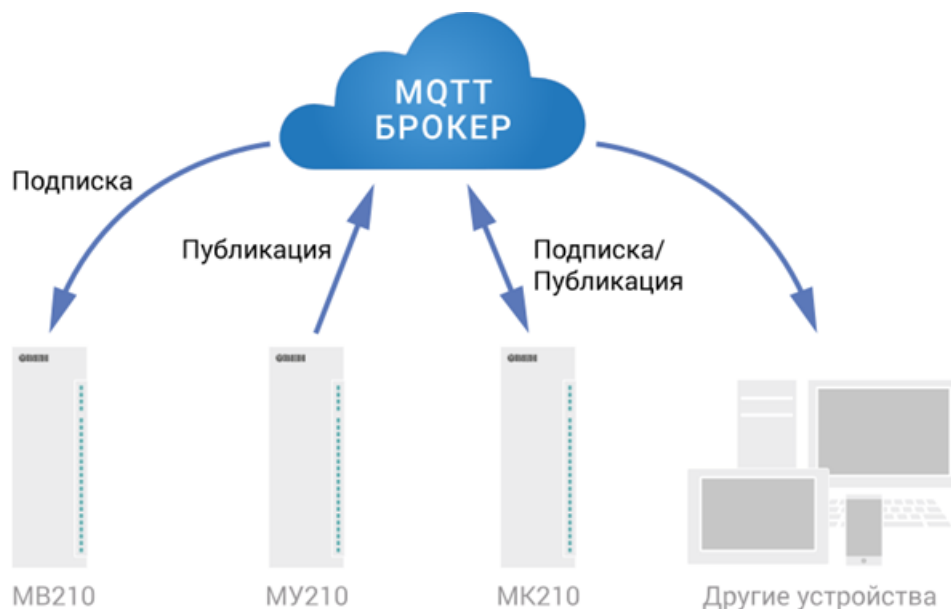 MQTT
БРОКЕР
Подписка
Публикация
Подписка/
Публикация
МВ210
МУ210
МК210
Другие устройства